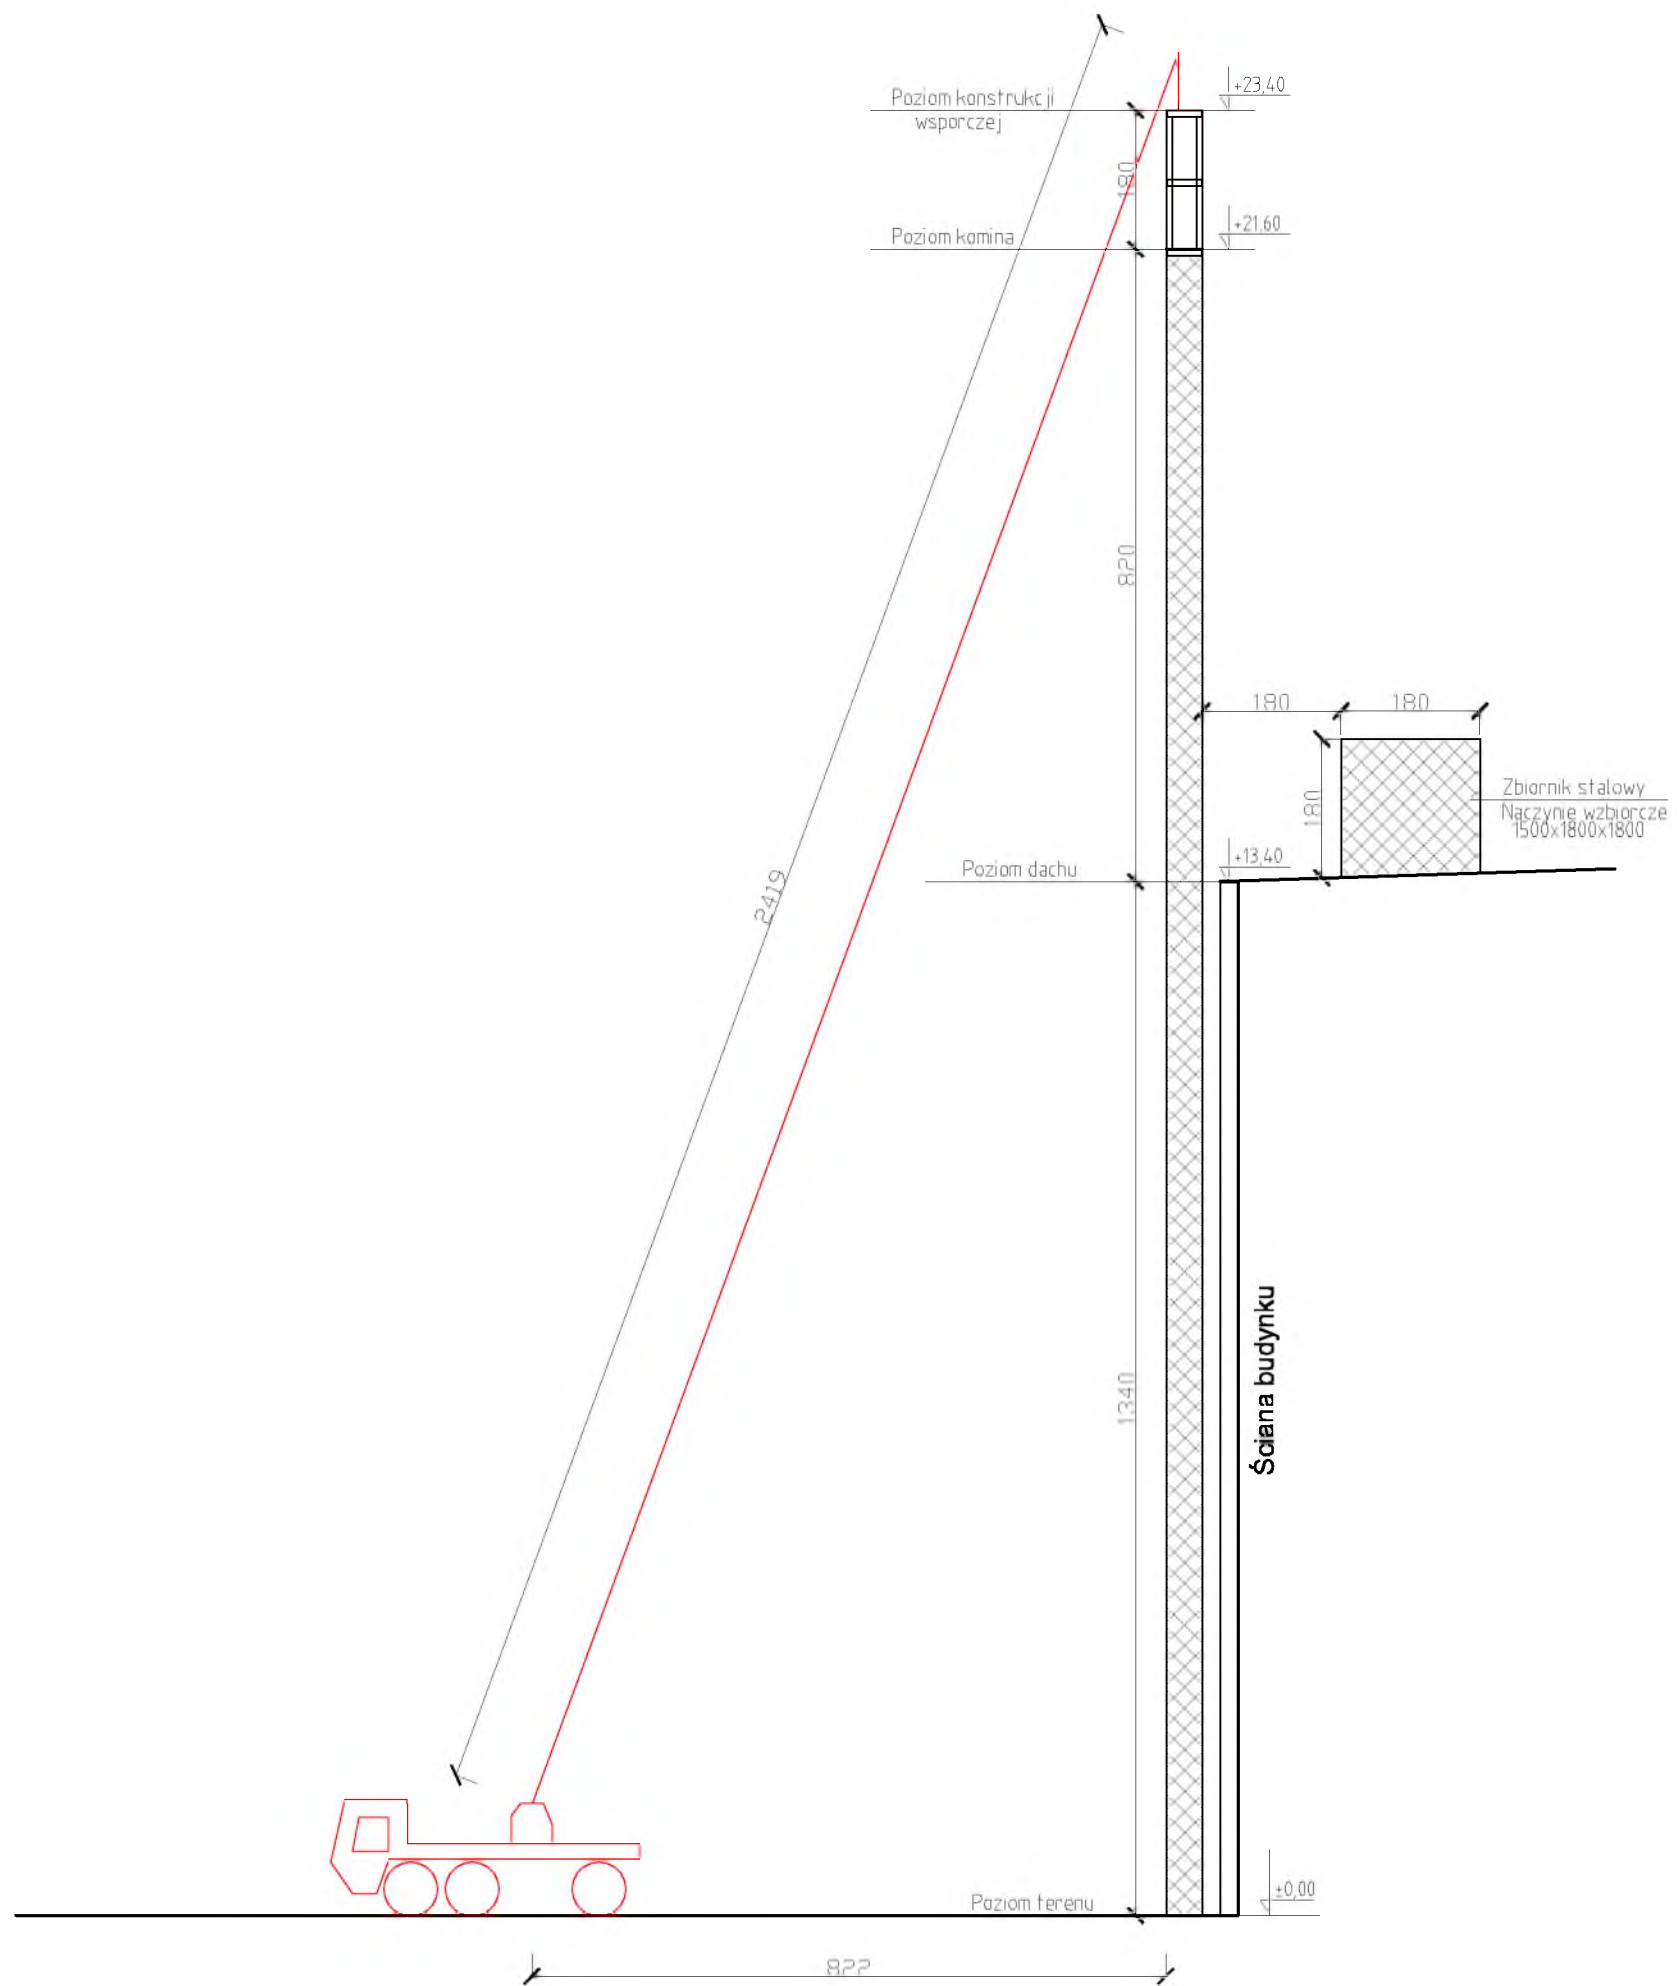 Poziom konstrukcji
wsporczej
+23,40
180
Poziom komina
+21.60
820
180
180
180
Zbiornik stalowy
Naczynie wzbiorcze
1500x1800x1800
Poziom dachu
+13,40
2419
1340
Ściana budynku
Poziom terenu
±0,00
822